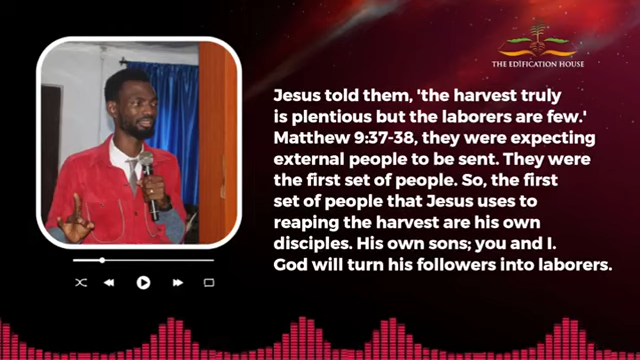 THE EDIFICATION HOUSE
Jesus told them, 'the harvest truly
is plentious but the laborers are few.'
Matthew 9:37-38, they were expecting
external people to be sent. They were
the first set of people. So, the first
set of people that Jesus uses to
reaping the harvest are his own
disciples. His own sons; you and I.
God will turn his followers into laborers.